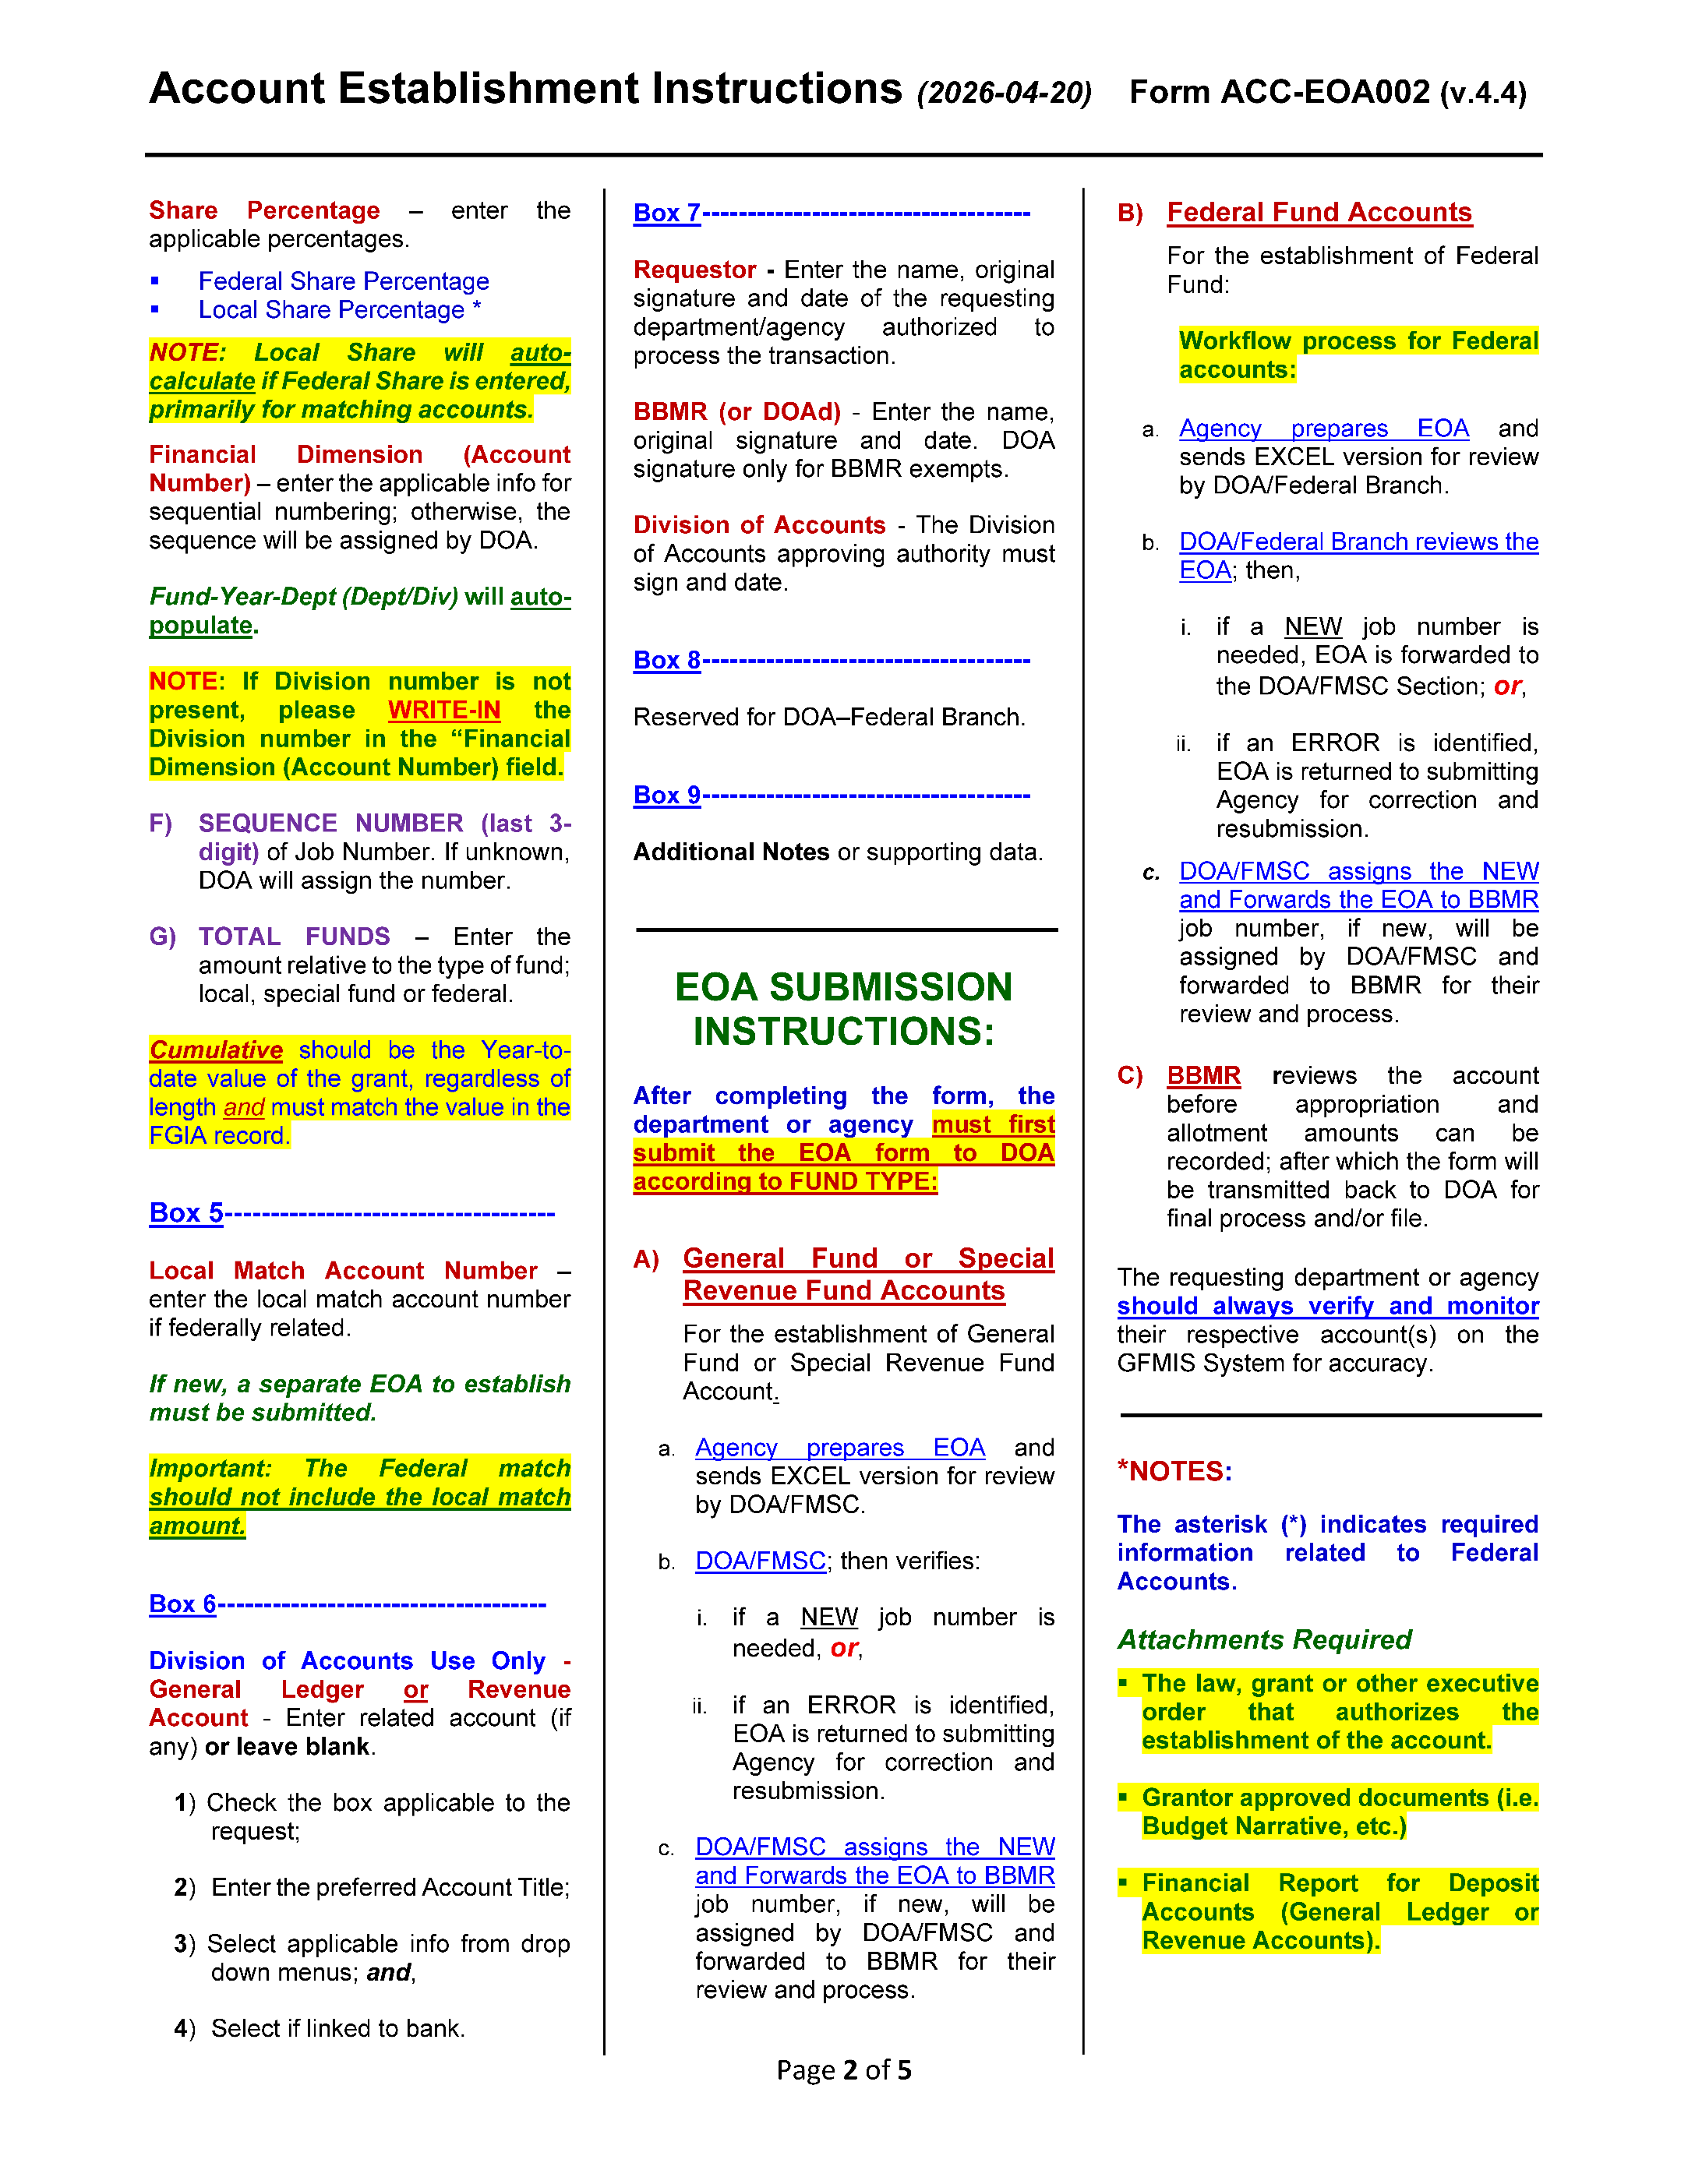 Account Establishment Instructions (2026-04-20) Form ACC-EOA002 (v.4.4)
Share Percentage – enter the
applicable percentages.
▪ Federal Share Percentage
▪ Local Share Percentage *
NOTE: Local Share will auto-
calculate if Federal Share is entered,
primarily for matching accounts.
Financial Dimension (Account
Number) – enter the applicable info for
sequential numbering; otherwise, the
sequence will be assigned by DOA.
Fund-Year-Dept (Dept/Div) will auto-
populate.
NOTE: If Division number is not
present, please WRITE-IN the
Division number in the “Financial
Dimension (Account Number) field.
F) SEQUENCE NUMBER (last 3-
digit) of Job Number. If unknown,
DOA will assign the number.
G) TOTAL FUNDS – Enter the
amount relative to the type of fund;
local, special fund or federal.
Cumulative should be the Year-to-
date value of the grant, regardless of
length and must match the value in the
FGIA record.
Box 5------------------------------------
Local Match Account Number –
enter the local match account number
if federally related.
If new, a separate EOA to establish
must be submitted.
Important: The Federal match
should not include the local match
amount.
Box 6------------------------------------
Division of Accounts Use Only -
General Ledger or Revenue
Account - Enter related account (if
any) or leave blank.
1) Check the box applicable to the
request;
2) Enter the preferred Account Title;
3) Select applicable info from drop
down menus; and,
4) Select if linked to bank.
Box 7------------------------------------
Requestor - Enter the name, original
signature and date of the requesting
department/agency authorized to
process the transaction.
BBMR (or DOAd) - Enter the name,
original signature and date. DOA
signature only for BBMR exempts.
Division of Accounts - The Division
of Accounts approving authority must
sign and date.
Box 8------------------------------------
Reserved for DOA–Federal Branch.
Box 9------------------------------------
Additional Notes or supporting data.
EOA SUBMISSION
INSTRUCTIONS:
After completing the form, the
department or agency must first
submit the EOA form to DOA
according to FUND TYPE:
A) General Fund or Special
Revenue Fund Accounts
For the establishment of General
Fund or Special Revenue Fund
Account.
a. Agency prepares EOA and
sends EXCEL version for review
by DOA/FMSC.
b. DOA/FMSC; then verifies:
i. if a NEW job number is
needed, or,
ii. if an ERROR is identified,
EOA is returned to submitting
Agency for correction and
resubmission.
c. DOA/FMSC assigns the NEW
and Forwards the EOA to BBMR
job number, if new, will be
assigned by DOA/FMSC and
forwarded to BBMR for their
review and process.
B) Federal Fund Accounts
For the establishment of Federal
Fund:
Workflow process for Federal
accounts:
a. Agency prepares EOA and
sends EXCEL version for review
by DOA/Federal Branch.
b. DOA/Federal Branch reviews the
EOA; then,
i. if a NEW job number is
needed, EOA is forwarded to
the DOA/FMSC Section; or,
ii. if an ERROR is identified,
EOA is returned to submitting
Agency for correction and
resubmission.
c. DOA/FMSC assigns the NEW
and Forwards the EOA to BBMR
job number, if new, will be
assigned by DOA/FMSC and
forwarded to BBMR for their
review and process.
C) BBMR reviews the account
before appropriation and
allotment amounts can be
recorded; after which the form will
be transmitted back to DOA for
final process and/or file.
The requesting department or agency
should always verify and monitor
their respective account(s) on the
GFMIS System for accuracy.
*NOTES:
The asterisk (*) indicates required
information related to Federal
Accounts.
Attachments Required
▪ The law, grant or other executive
order that authorizes the
establishment of the account.
▪ Grantor approved documents (i.e.
Budget Narrative, etc.)
▪ Financial Report for Deposit
Accounts (General Ledger or
Revenue Accounts).
Page 2 of 5